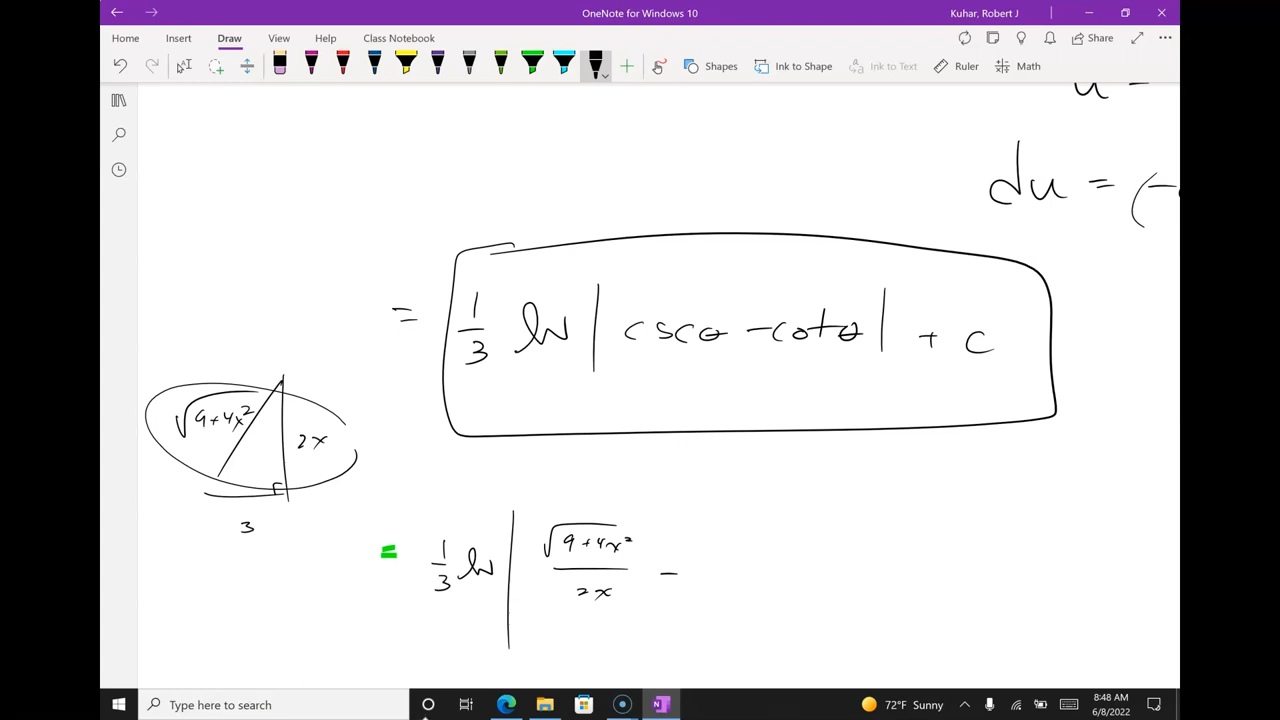 OneNote for Windows 10
Kuhar, Robert J
Home Insert Draw View Help Class Notebook
Share
Shapes Ink to Shape Ink to Text Ruler Math
u =
du = (-
= 1/3 ln | cscθ - cotθ | + c
√9+4x²
2x
3
= 1/3 ln | √9+4x² / 2x -
Type here to search
72°F Sunny
8:48 AM
6/8/2022